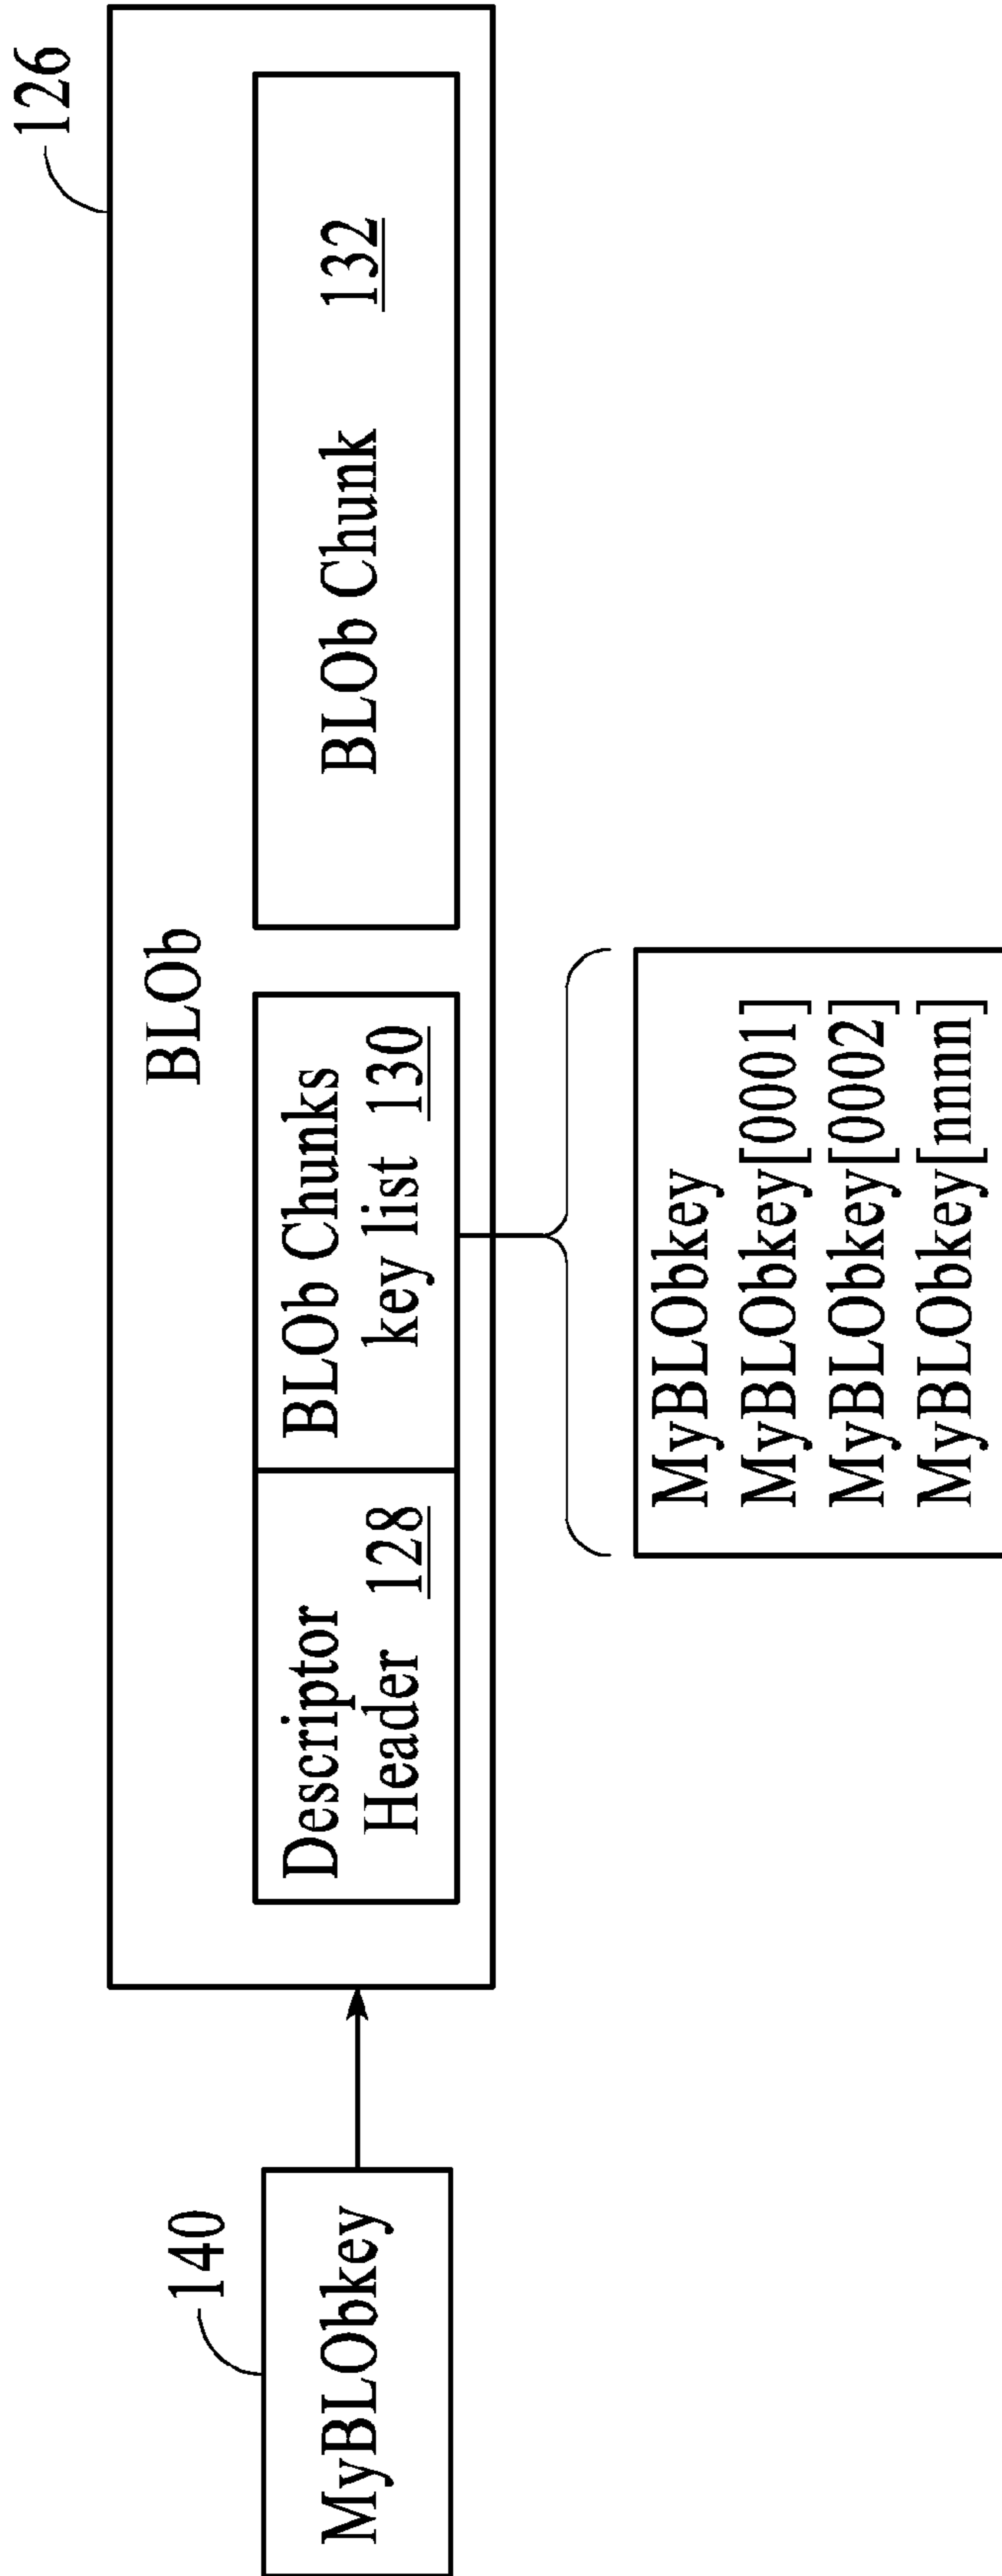 126
BLOb
140
MyBLObkey
Descriptor
Header 128
BLOb Chunks
key list 130
BLOb Chunk 132
MyBLObkey
MyBLObkey[0001]
MyBLObkey[0002]
MyBLObkey[nnnn]